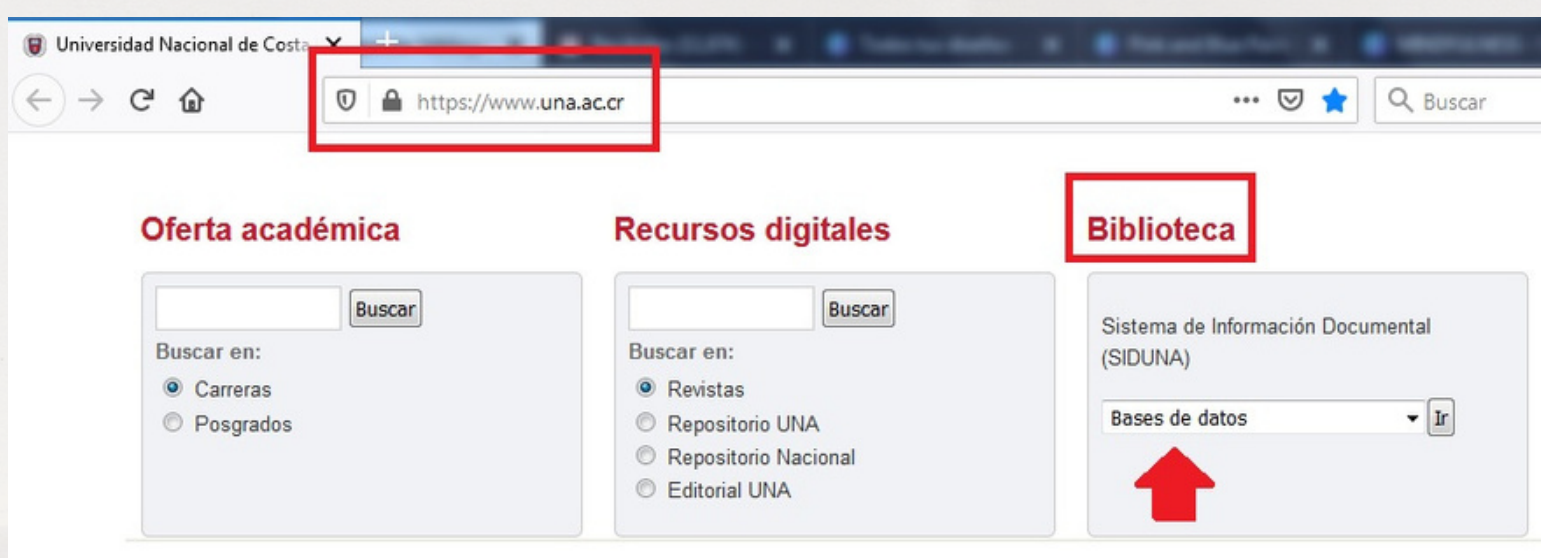 Universidad Nacional de Costa
https://www.una.ac.cr
Buscar
Oferta académica
Buscar
Buscar en:
Carreras
Posgrados
Recursos digitales
Buscar
Buscar en:
Revistas
Repositorio UNA
Repositorio Nacional
Editorial UNA
Biblioteca
Sistema de Información Documental
(SIDUNA)
Bases de datos
Ir